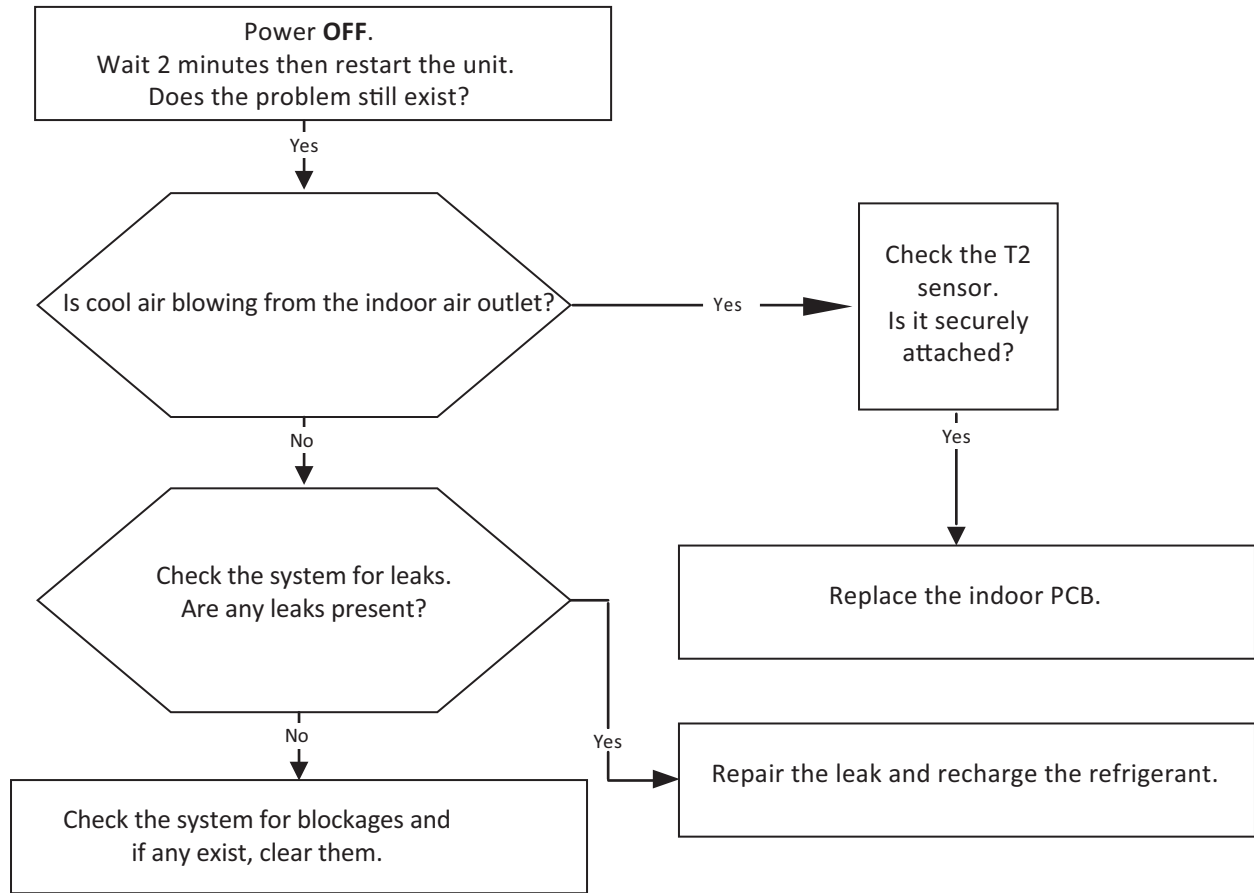 Power OFF.
Wait 2 minutes then restart the unit.
Does the problem still exist?
Yes
Is cool air blowing from the indoor air outlet?
Yes
Check the T2
sensor.
Is it securely
attached?
Yes
Replace the indoor PCB.
No
Check the system for leaks.
Are any leaks present?
Yes
Repair the leak and recharge the refrigerant.
No
Check the system for blockages and
if any exist, clear them.